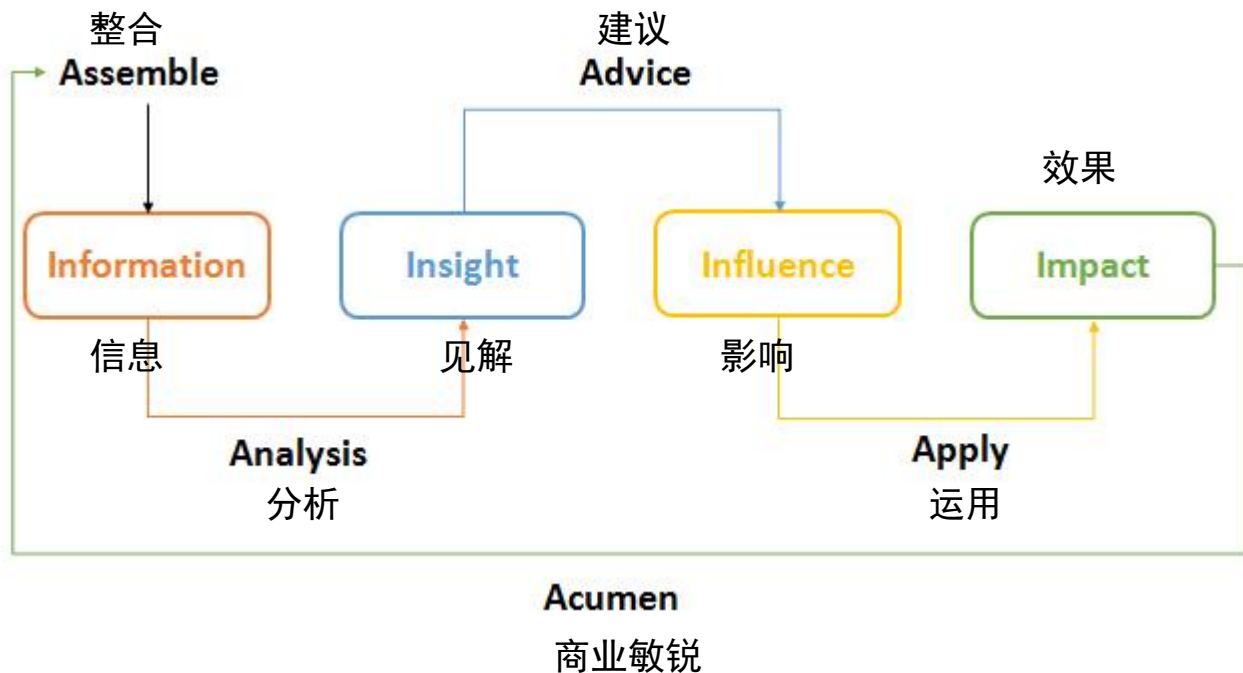 整合
Assemble
建议
Advice
效果
Information
Insight
Influence
Impact
信息
见解
影响
Analysis
分析
Apply
运用
Acumen
商业敏锐